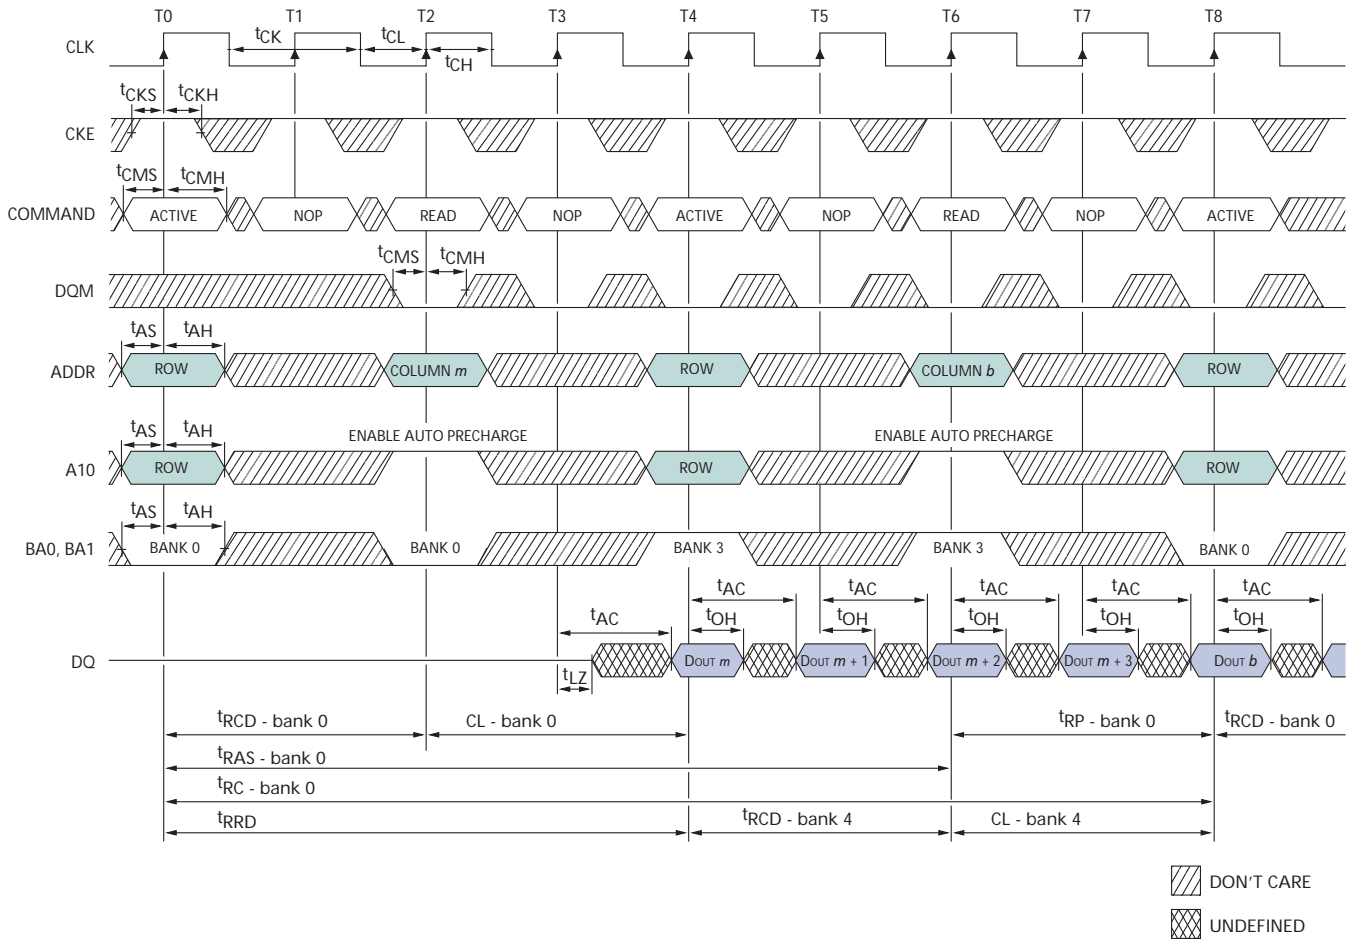 T0 T1 T2 T3 T4 T5 T6 T7 T8
CLK tCK tCL tCH
tCKS tCKH
CKE
tCMS tCMH
COMMAND ACTIVE NOP READ NOP ACTIVE NOP READ NOP ACTIVE
tCMS tCMH
DQM
tAS tAH
ADDR ROW COLUMN m ROW COLUMN b ROW
tAS tAH ENABLE AUTO PRECHARGE ENABLE AUTO PRECHARGE
A10 ROW ROW ROW
tAS tAH
BA0, BA1 BANK 0 BANK 0 BANK 3 BANK 3 BANK 0
tAC tAC tAC tAC tAC
tAC tOH tOH tOH tOH tOH
DQ DOUT m DOUT m + 1 DOUT m + 2 DOUT m + 3 DOUT b
tLZ
tRCD - bank 0 CL - bank 0 tRP - bank 0 tRCD - bank 0
tRAS - bank 0
tRC - bank 0
tRRD tRCD - bank 4 CL - bank 4
DON'T CARE
UNDEFINED